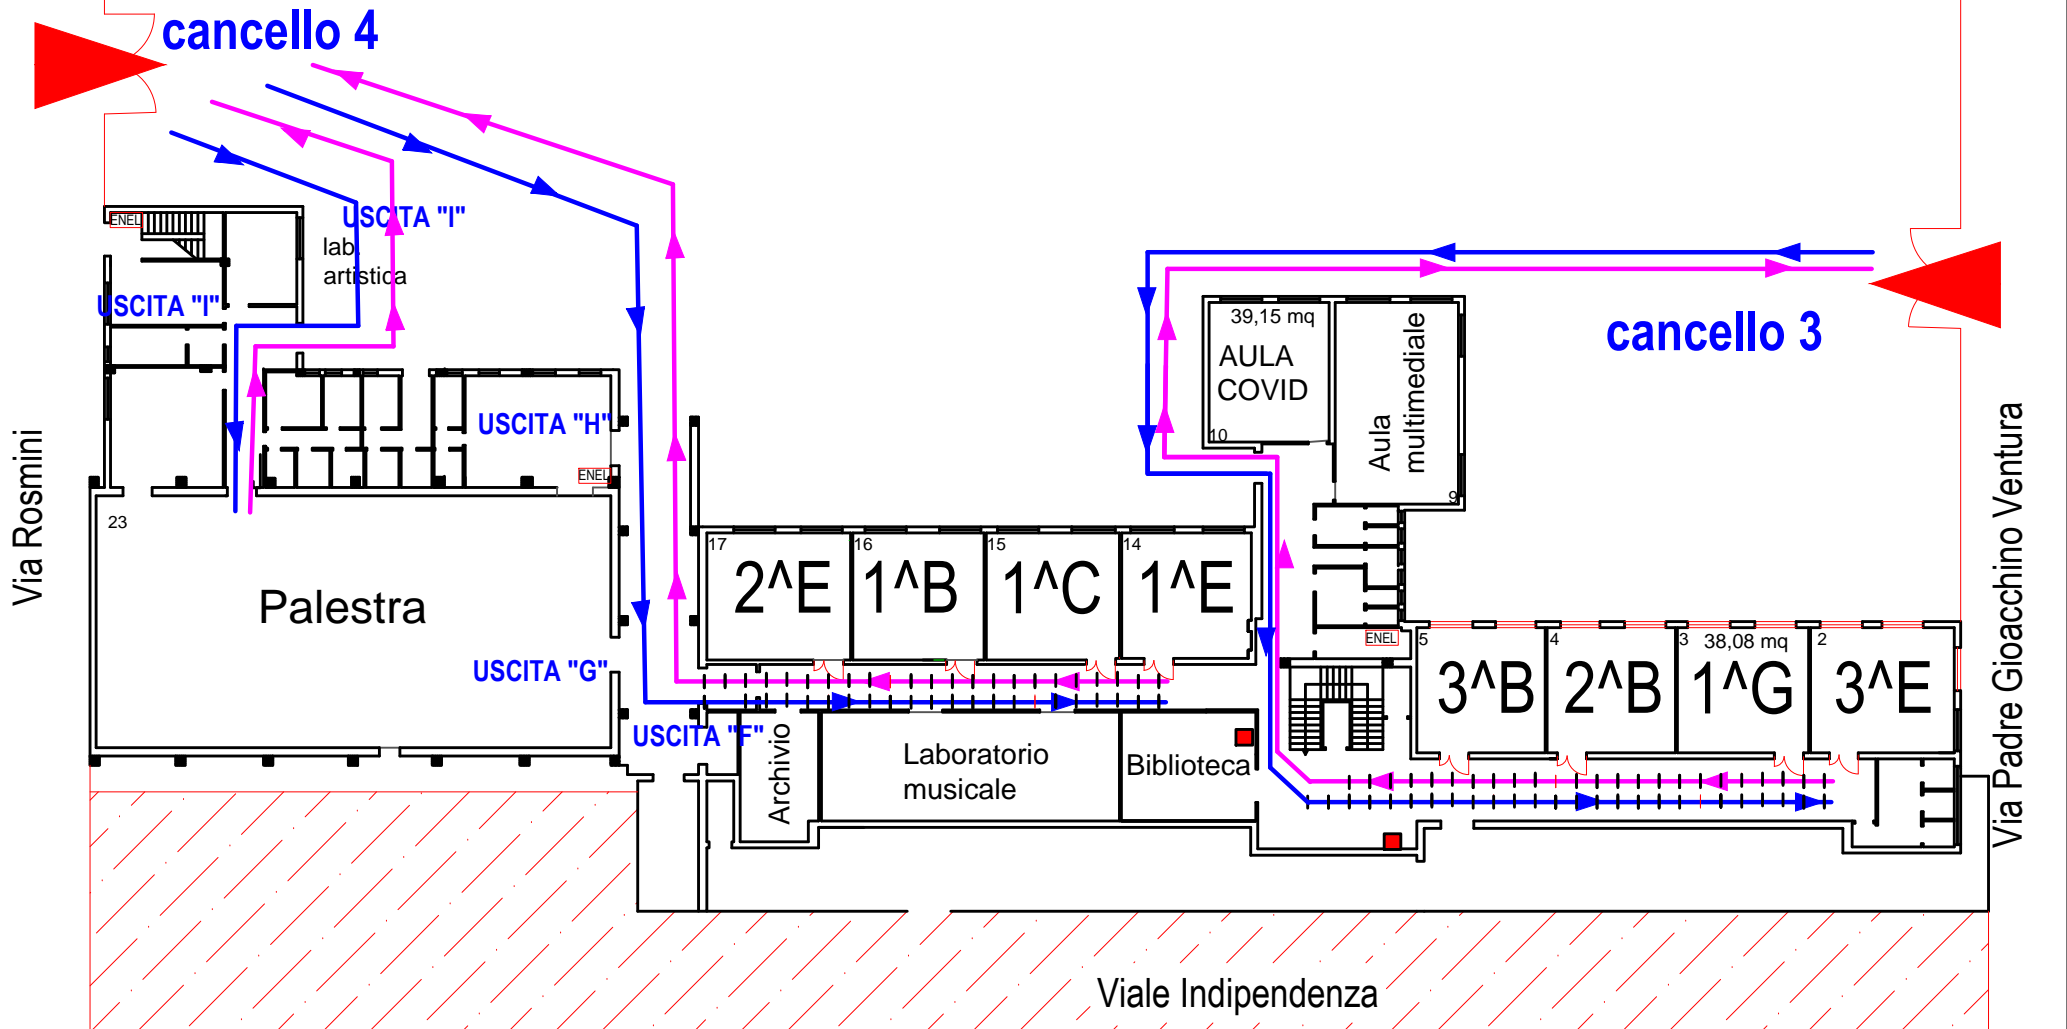 cancello 4
USCITA "I"
ENEL
lab.
artistica
USCITA "I"
cancello 3
39,15 mq
AULA
COVID
10
Aula
multimediale
9
USCITA "H"
ENEL
Via Rosmini
Via Padre Gioacchino Ventura
23
Palestra
17
2^E
16
1^B
15
1^C
14
1^E
ENEL
5
3^B
4
2^B
3
38,08 mq
1^G
2
3^E
USCITA "G"
USCITA "F"
Archivio
Laboratorio
musicale
Biblioteca
Viale Indipendenza